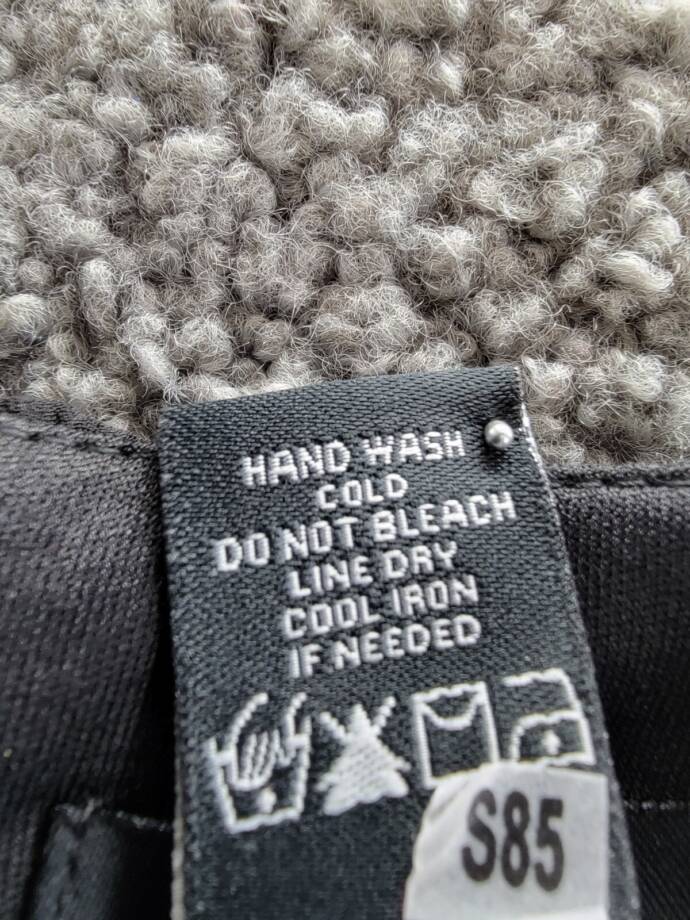 HAND WASH
COLD
DO NOT BLEACH
LINE DRY
COOL IRON
IF NEEDED
S85